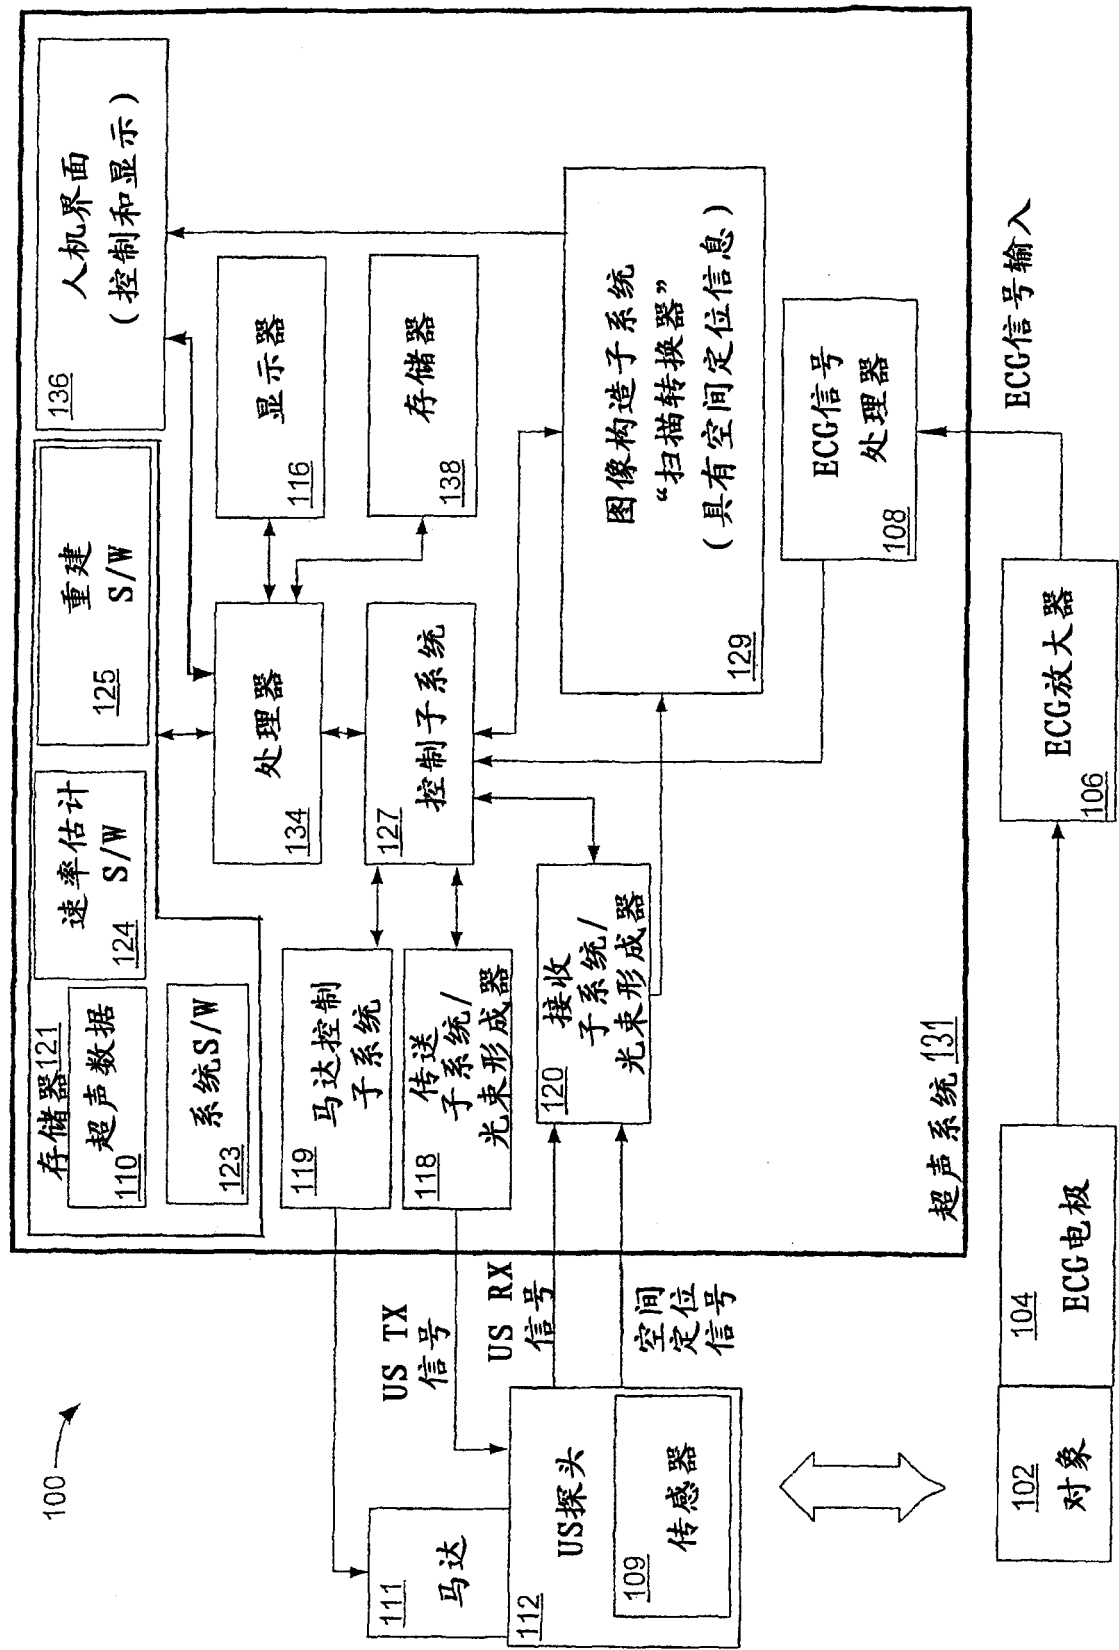 100
存储器 121
超声数据
110
速率估计
S/W
124
重建
S/W
125
系统S/W
123
136
人机界面
(控制和显示)
处理器
134
显示器
116
存储器
138
控制子系统
127
马达控制
子系统
119
传送
子系统/
光束形成器
118
接收
子系统/
光束形成器
120
图像构造子系统
“扫描转换器”
(具有空间定位信息)
129
ECG信号
处理器
108
超声系统 131
111
马达
112
US探头
109
传感器
US TX
信号
US RX
信号
空间
定位
信号
102
对象
104
ECG电极
106
ECG放大器
ECG信号输入